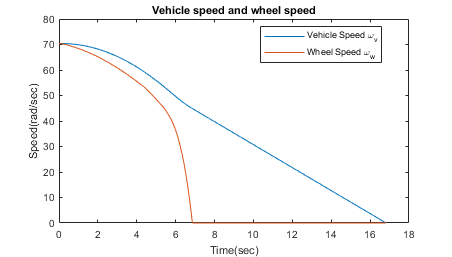 Vehicle speed and wheel speed
Vehicle Speed ω_v
Wheel Speed ω_w
Speed(rad/sec)
80
70
60
50
40
30
20
10
0
0 2 4 6 8 10 12 14 16 18
Time(sec)